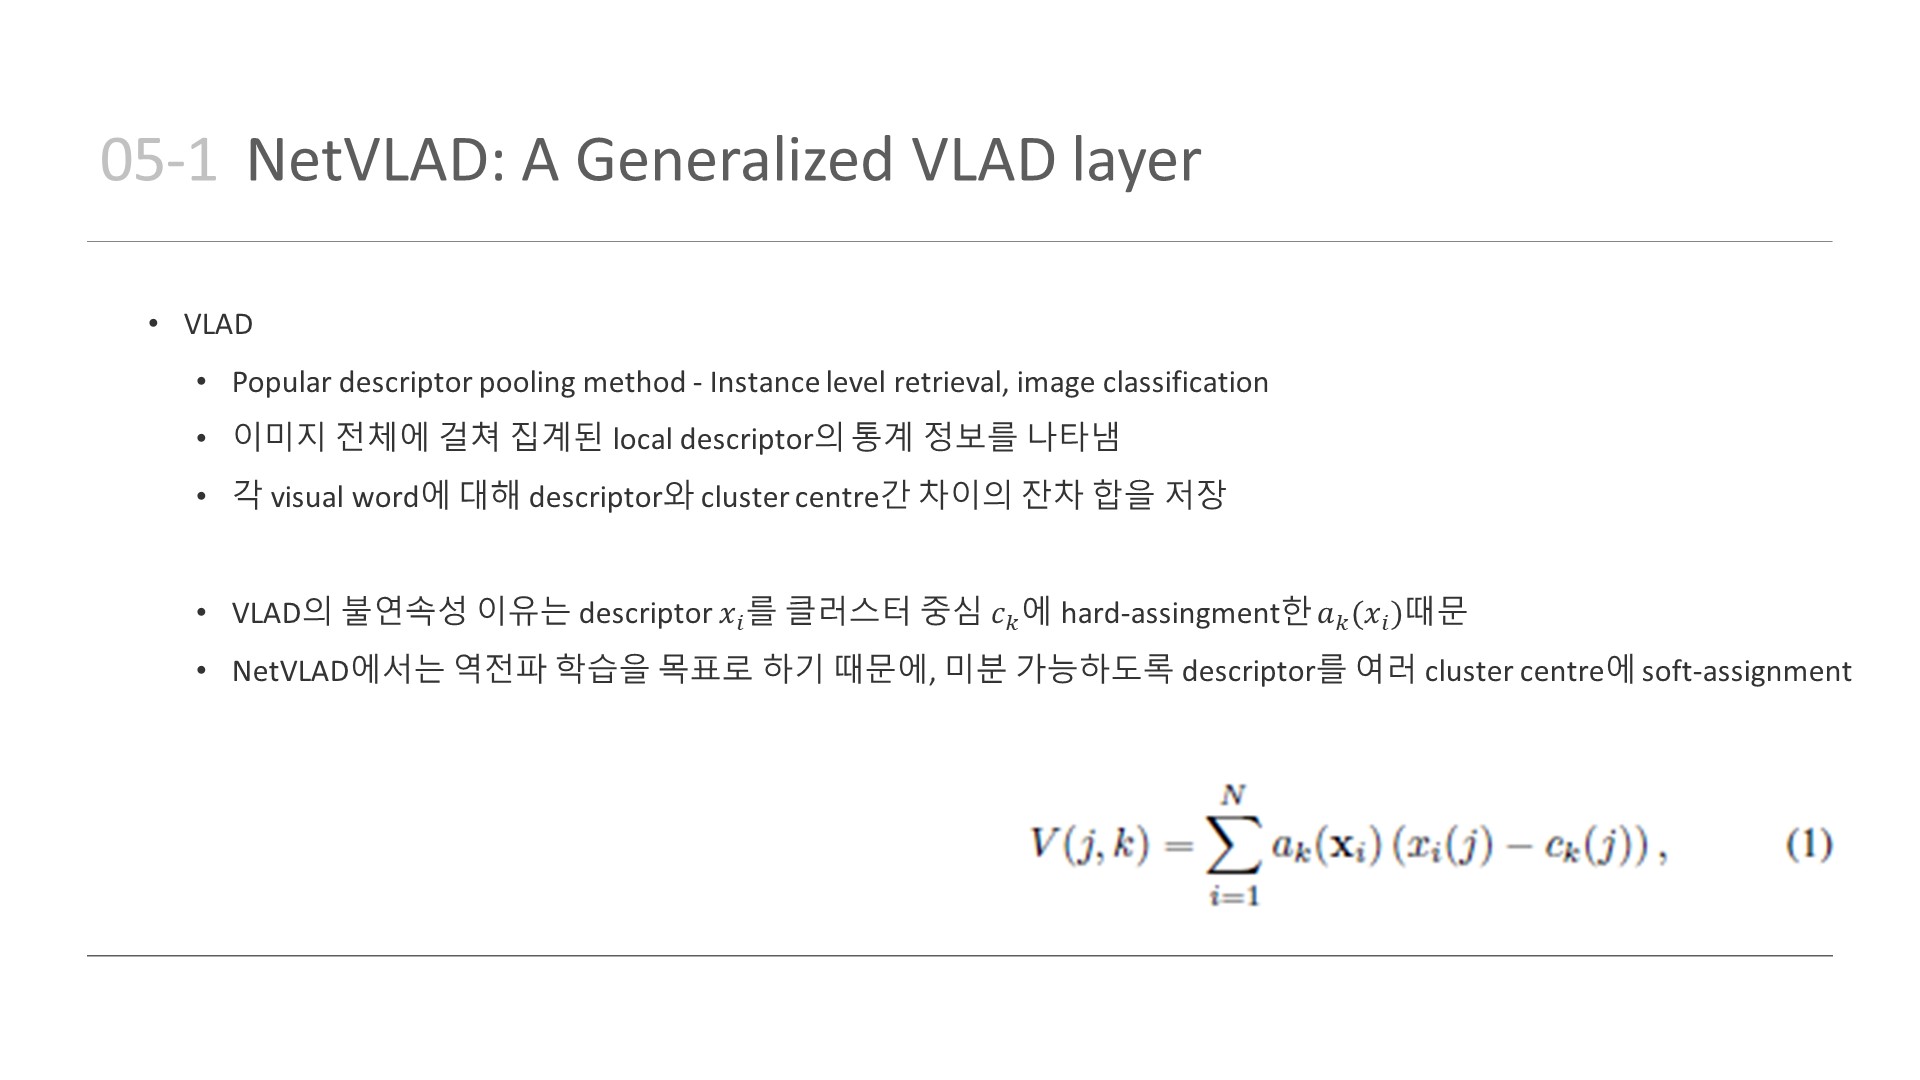 05-1 NetVLAD: A Generalized VLAD layer
• VLAD
• Popular descriptor pooling method - Instance level retrieval, image classification
• 이미지 전체에 걸쳐 집계된 local descriptor의 통계 정보를 나타냄
• 각 visual word에 대해 descriptor와 cluster centre간 차이의 잔차 합을 저장
• VLAD의 불연속성 이유는 descriptor $x_i$를 클러스터 중심 $c_k$에 hard-assingment한 $a_k(x_i)$때문
• NetVLAD에서는 역전파 학습을 목표로 하기 때문에, 미분 가능하도록 descriptor를 여러 cluster centre에 soft-assignment
$V(j, k) = \sum_{i=1}^{N} a_k(\mathbf{x}_i) (x_i(j) - c_k(j)),$ (1)